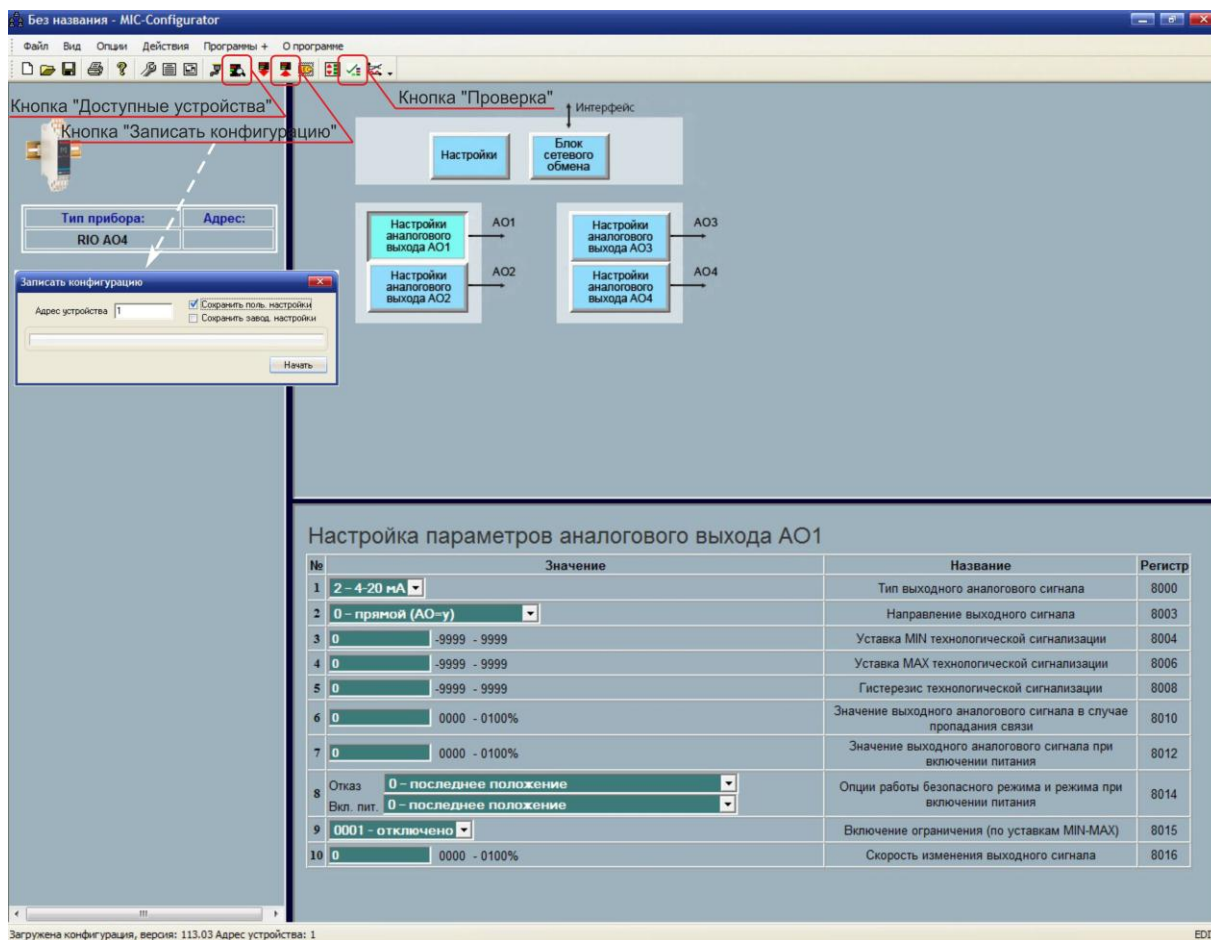 Без названия - MIC-Configurator
Файл Вид Опции Действия Программы + О программе
Кнопка "Доступные устройства"
Кнопка "Записать конфигурацию"
Кнопка "Проверка"
Интерфейс
Настройки
Блок
сетевого
обмена
Тип прибора: Адрес:
RIO AO4
Настройки
аналогового
выхода AO1
AO1
Настройки
аналогового
выхода AO3
AO3
Настройки
аналогового
выхода AO2
AO2
Настройки
аналогового
выхода AO4
AO4
Записать конфигурацию
Адрес устройства 1
Сохранить поль. настройки
Сохранить завод. настройки
Начать
Настройка параметров аналогового выхода AO1
№ Значение Название Регистр
1 2 – 4-20 мА Тип выходного аналогового сигнала 8000
2 0 – прямой (AO=y) Направление выходного сигнала 8003
3 0 -9999 - 9999 Уставка MIN технологической сигнализации 8004
4 0 -9999 - 9999 Уставка MAX технологической сигнализации 8006
5 0 -9999 - 9999 Гистерезис технологической сигнализации 8008
6 0 0000 - 0100% Значение выходного аналогового сигнала в случае
пропадания связи 8010
7 0 0000 - 0100% Значение выходного аналогового сигнала при
включении питания 8012
8 Отказ 0 – последнее положение
Вкл. пит. 0 – последнее положение
Опции работы безопасного режима и режима при
включении питания 8014
9 0001 - отключено Включение ограничения (по уставкам MIN-MAX) 8015
10 0 0000 - 0100% Скорость изменения выходного сигнала 8016
Загружена конфигурация, версия: 113.03 Адрес устройства: 1